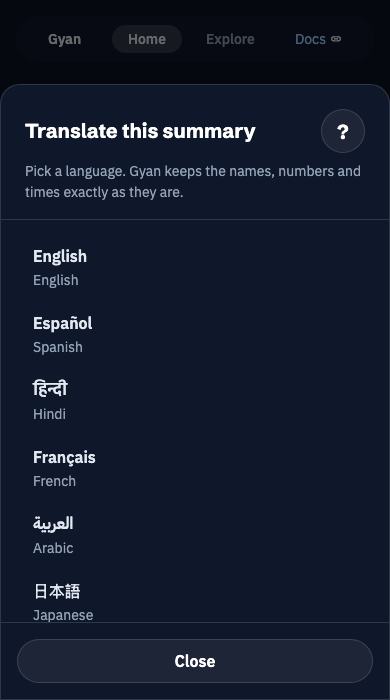 Gyan Home Explore Docs
Translate this summary
?
Pick a language. Gyan keeps the names, numbers and
times exactly as they are.
English
English
Español
Spanish
हिन्दी
Hindi
Français
French
العربية
Arabic
日本語
Japanese
Close